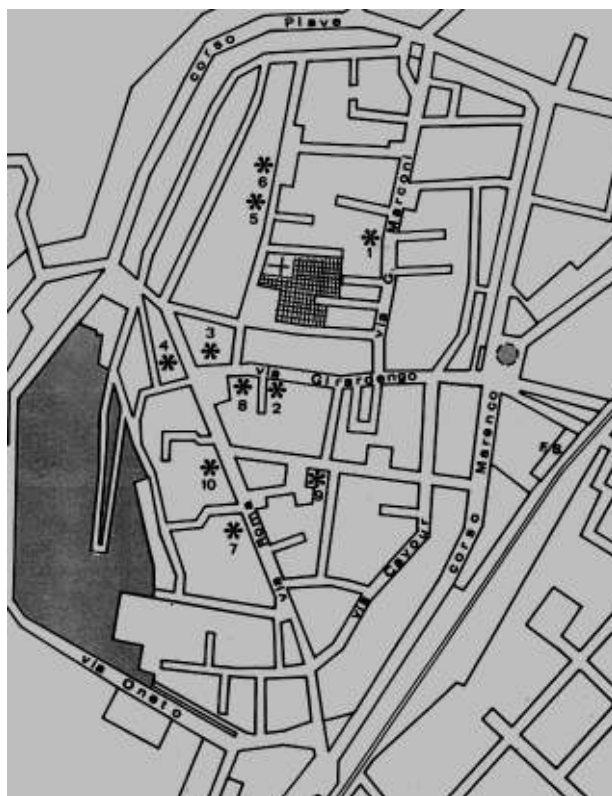 corso Piave
6
5
via G. Marconi
1
3
4
via Girardengo
8
2
corso Marenco
F.S.
10
9
via Roma
7
via Cavour
via Oneto